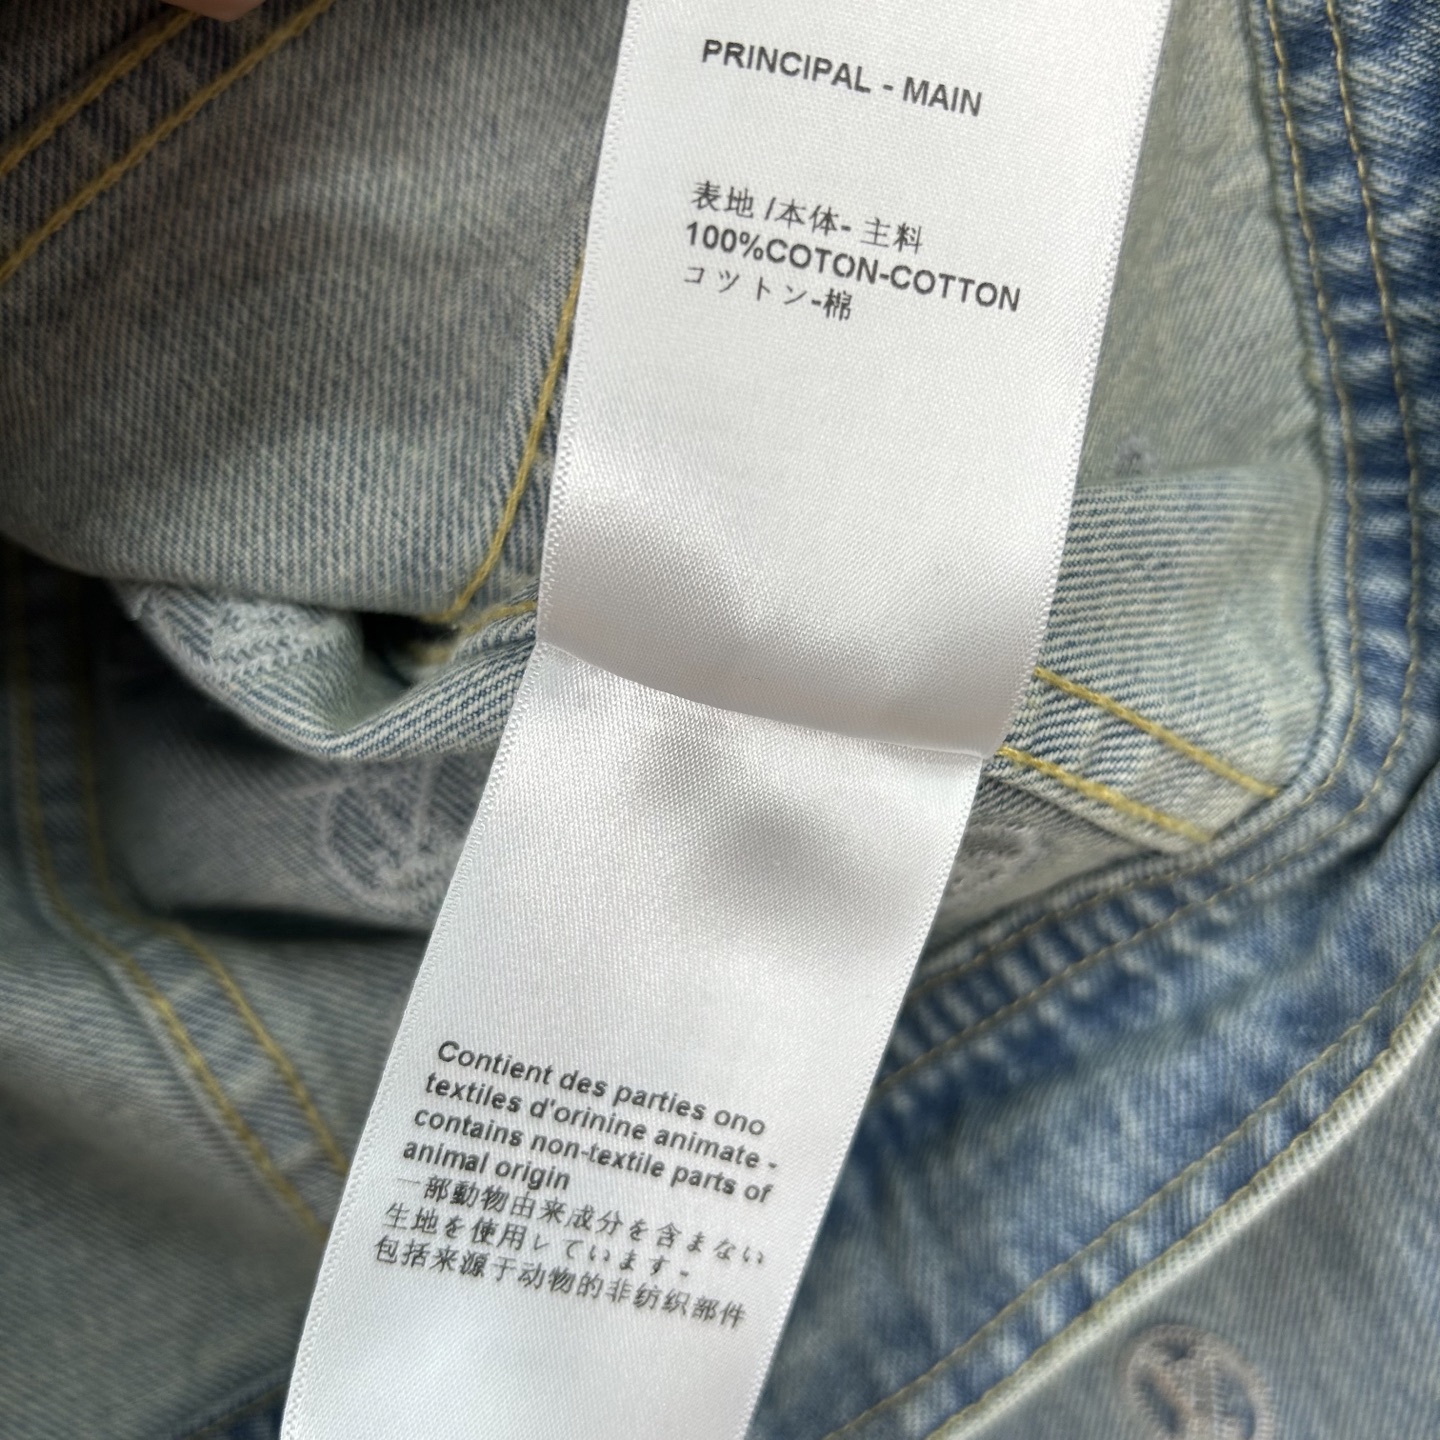 PRINCIPAL - MAIN
表地 /本体- 主料
100%COTON-COTTON
コツトン-棉
Contient des parties ono
textiles d'orinine animate -
contains non-textile parts of
animal origin
一部動物由来成分を含まない
生地を使用レています。
包括来源于动物的非纺织部件